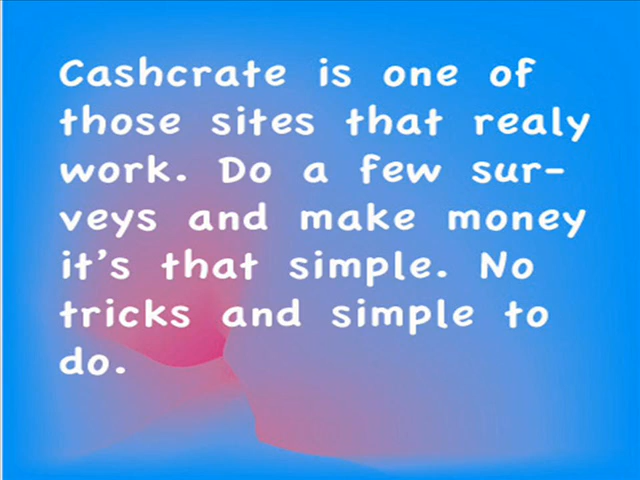 Cashcrate is one of
those sites that realy
work. Do a few sur-
veys and make money
it's that simple. No
tricks and simple to
do.